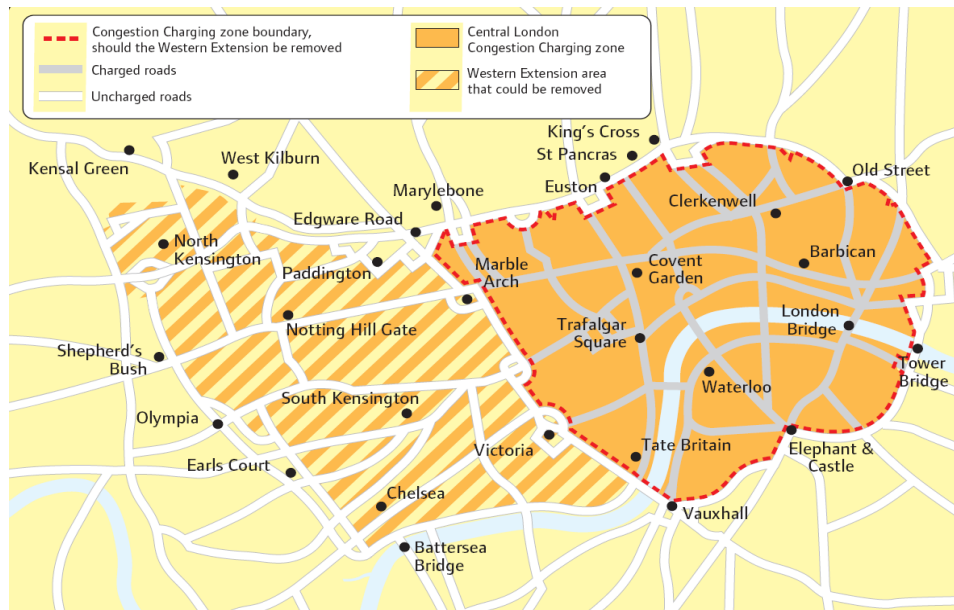 Congestion Charging zone boundary,
should the Western Extension be removed
Charged roads
Uncharged roads
Central London
Congestion Charging zone
Western Extension area
that could be removed
King's Cross
St Pancras
Kensal Green
West Kilburn
Euston
Old Street
Marylebone
Clerkenwell
Edgware Road
North
Kensington
Barbican
Paddington
Marble
Arch
Covent
Garden
Notting Hill Gate
Trafalgar
Square
London
Bridge
Shepherd's
Bush
Tower
Bridge
Waterloo
South Kensington
Olympia
Victoria
Tate Britain
Elephant &
Castle
Earls Court
Chelsea
Vauxhall
Battersea
Bridge